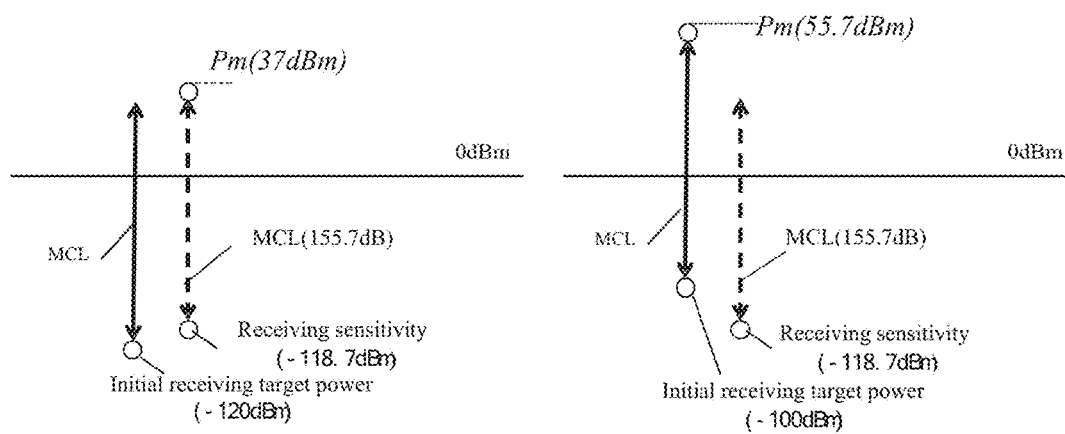 Pm(37dBm)
0dBm
MCL
MCL(155.7dB)
Receiving sensitivity
(-118. 7dBm)
Initial receiving target power
(-120dBm)
Pm(55.7dBm)
0dBm
MCL
MCL(155.7dB)
Receiving sensitivity
(-118. 7dBm)
Initial receiving target power
(-100dBm)